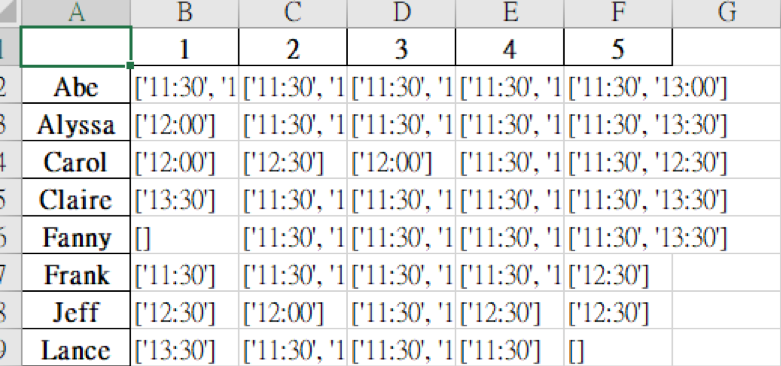 A B C D E F G
1 1 2 3 4 5
2 Abe ['11:30', '1 ['11:30', '1 ['11:30', '1 ['11:30', '1 ['11:30', '13:00']
3 Alyssa ['12:00'] ['11:30', '1 ['11:30', '1 ['11:30', '1 ['11:30', '13:30']
4 Carol ['12:00'] ['12:30'] ['12:00'] ['11:30', '1 ['11:30', '12:30']
5 Claire ['13:30'] ['11:30', '1 ['11:30', '1 ['11:30', '1 ['11:30', '13:30']
6 Fanny [] ['11:30', '1 ['11:30', '1 ['11:30', '1 ['11:30', '13:30']
7 Frank ['11:30'] ['11:30', '1 ['11:30', '1 ['11:30', '1 ['12:30']
8 Jeff ['12:30'] ['12:00'] ['11:30', '1 ['12:30'] ['12:30']
9 Lance ['13:30'] ['11:30', '1 ['11:30', '1 ['11:30'] []